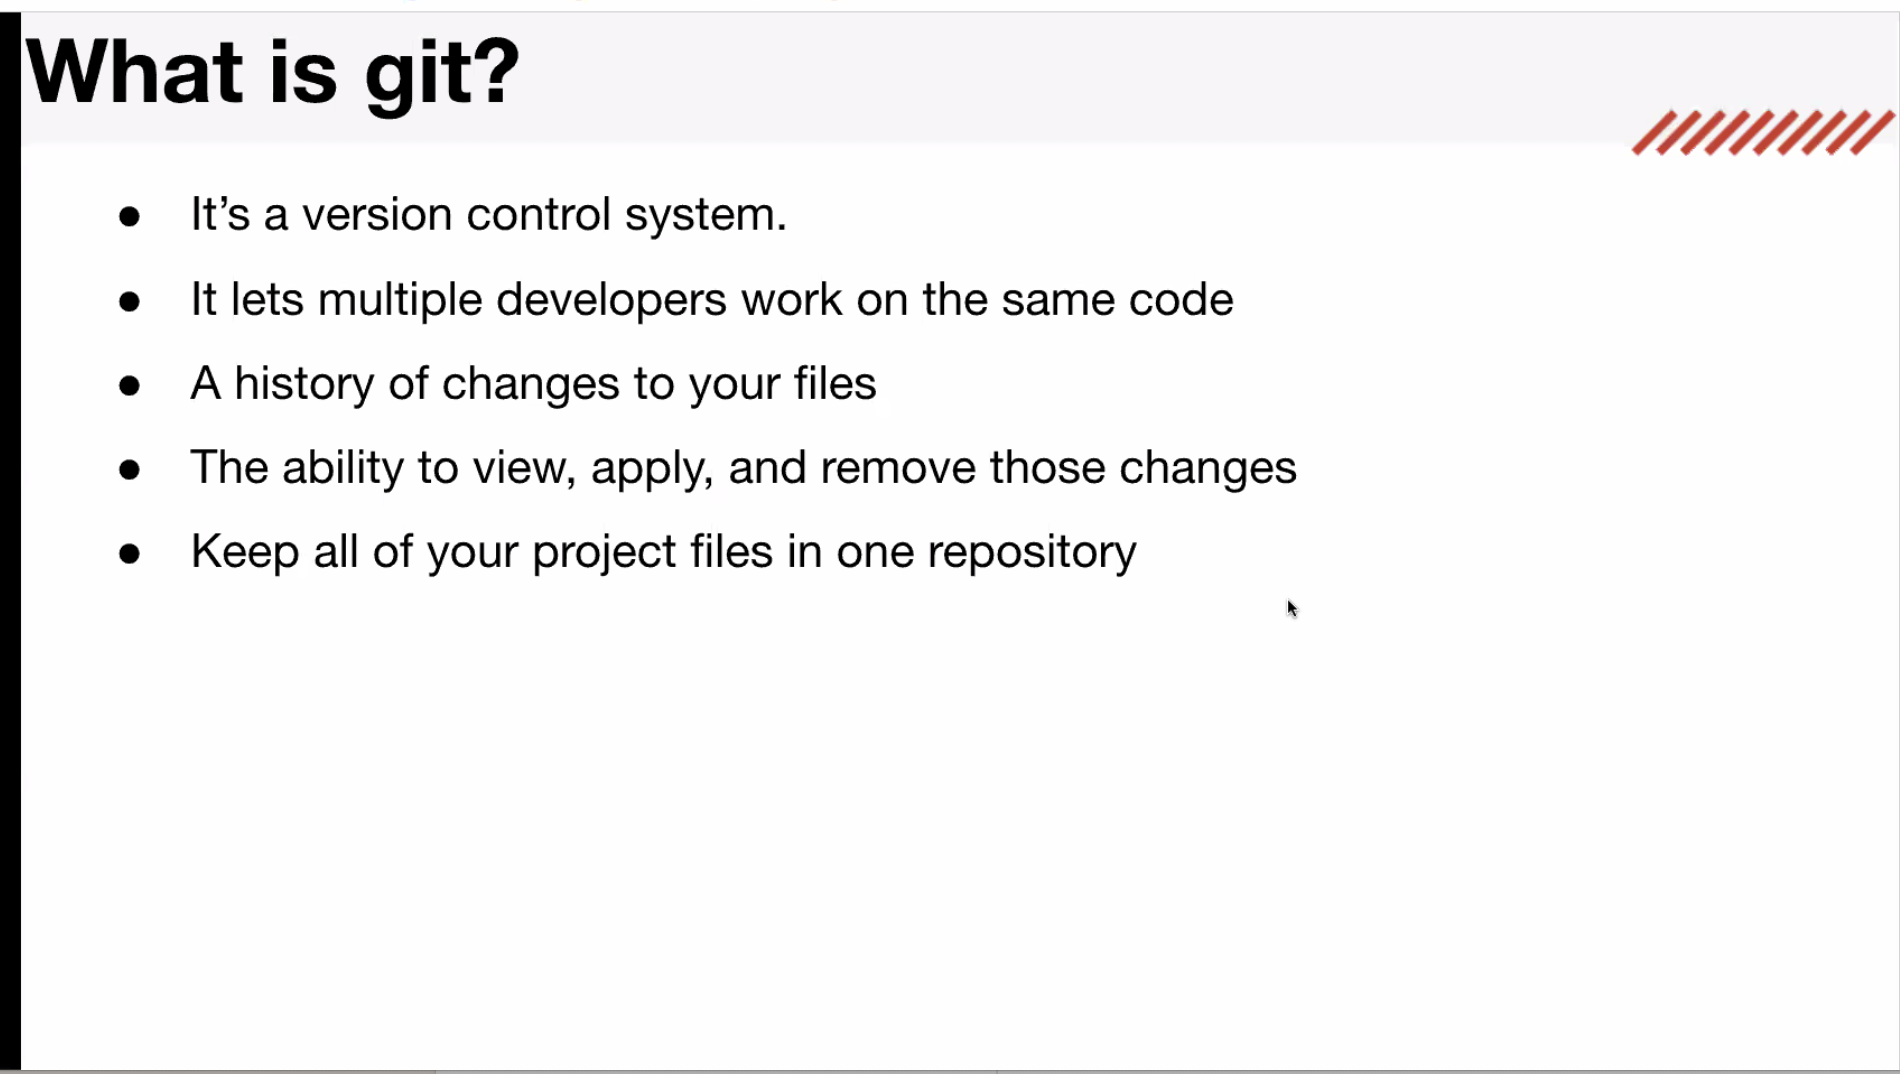 What is git?
● It’s a version control system.
● It lets multiple developers work on the same code
● A history of changes to your files
● The ability to view, apply, and remove those changes
● Keep all of your project files in one repository